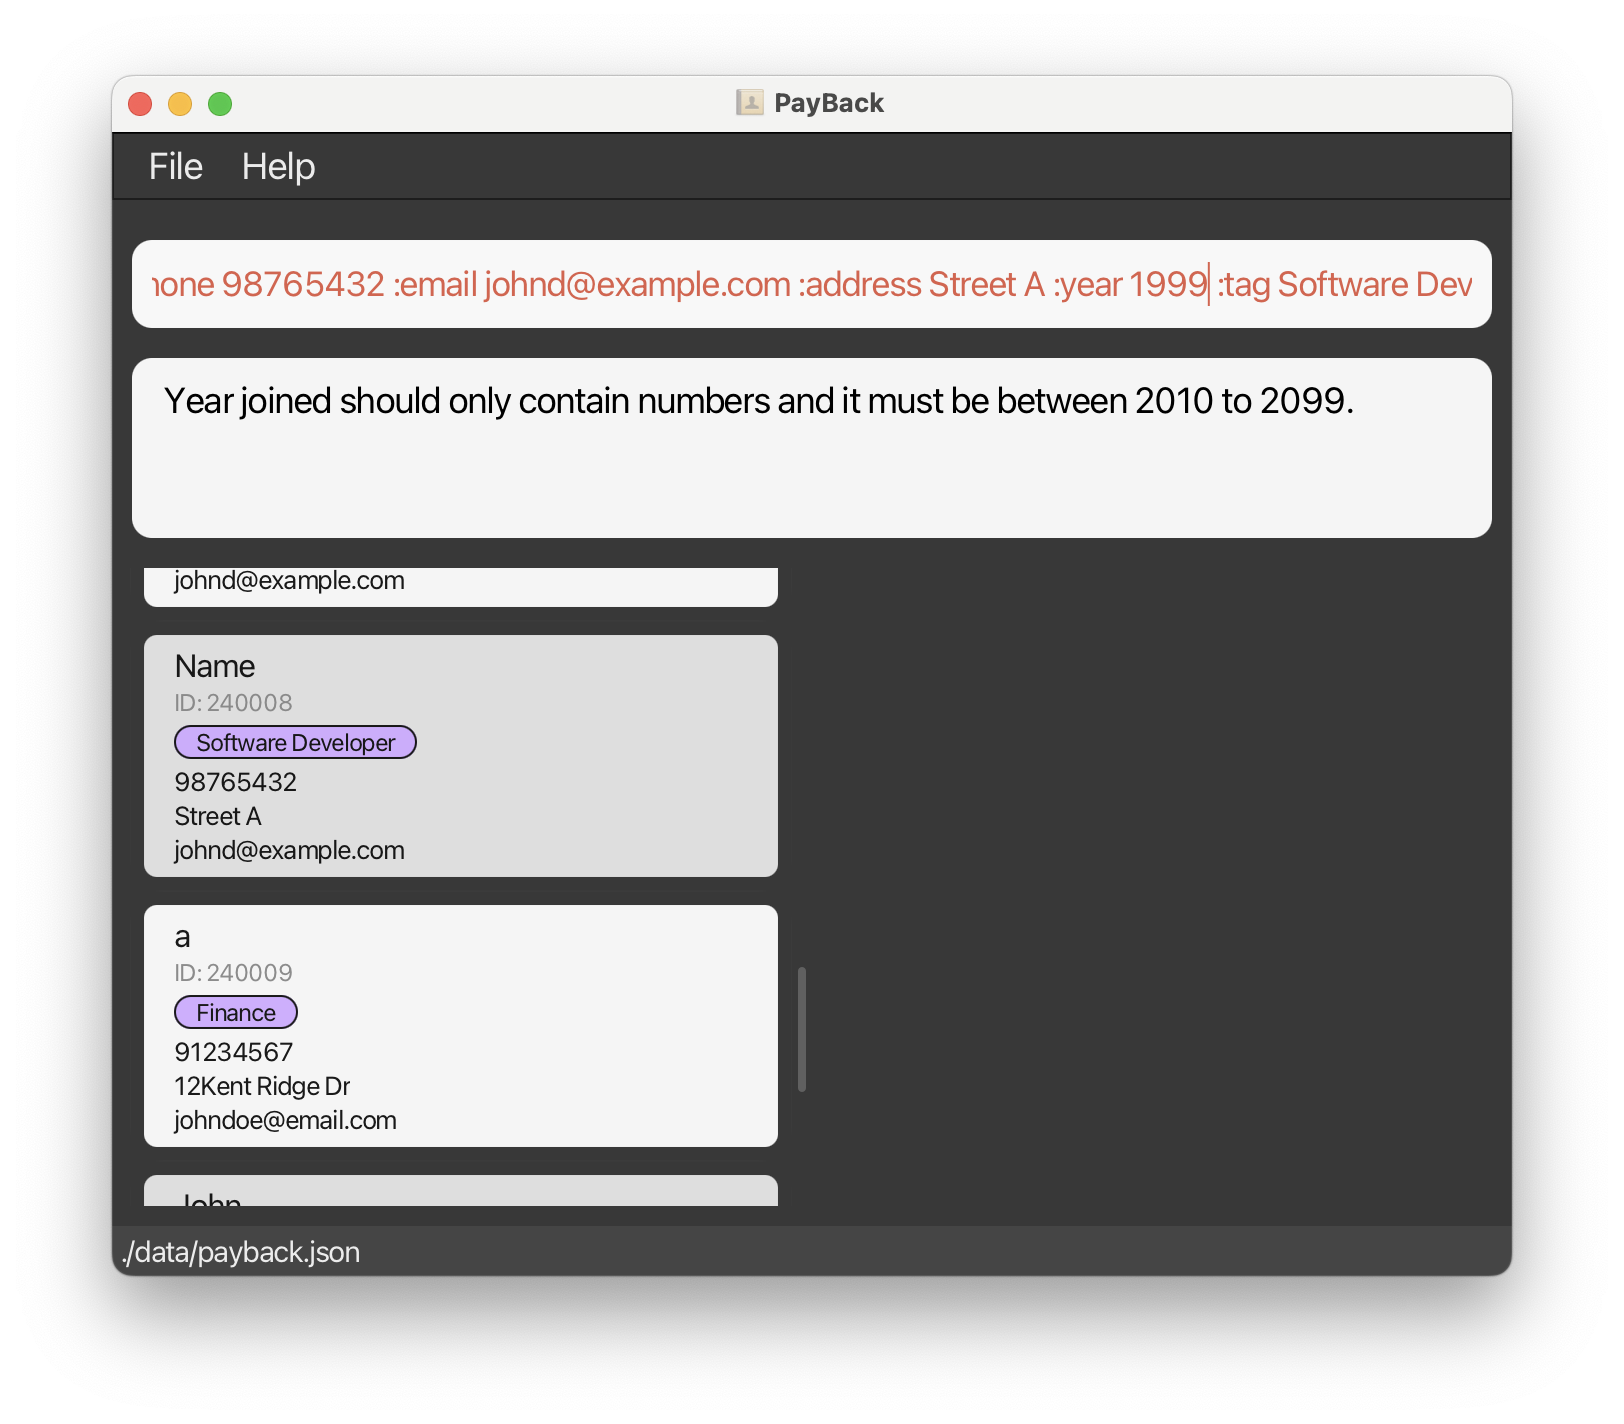 PayBack
File Help
98765432 :email johnd@example.com :address Street A :year 1999 :tag Software Dev
Year joined should only contain numbers and it must be between 2010 to 2099.
johnd@example.com
Name
ID: 240008
Software Developer
98765432
Street A
johnd@example.com
a
ID: 240009
Finance
91234567
12Kent Ridge Dr
johndoe@email.com
John
./data/payback.json